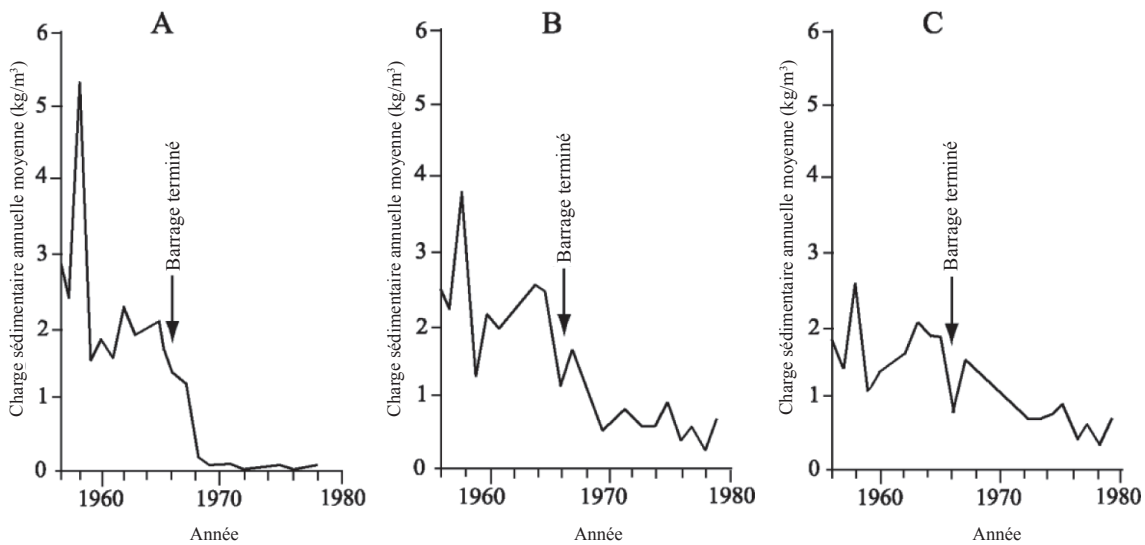 A
Charge sédimentaire annuelle moyenne (kg/m³)
6
5
4
3
2
1
0
Barrage terminé
1960
1970
1980
Année
B
Charge sédimentaire annuelle moyenne (kg/m³)
6
5
4
3
2
1
0
Barrage terminé
1960
1970
1980
Année
C
Charge sédimentaire annuelle moyenne (kg/m³)
6
5
4
3
2
1
0
Barrage terminé
1960
1970
1980
Année